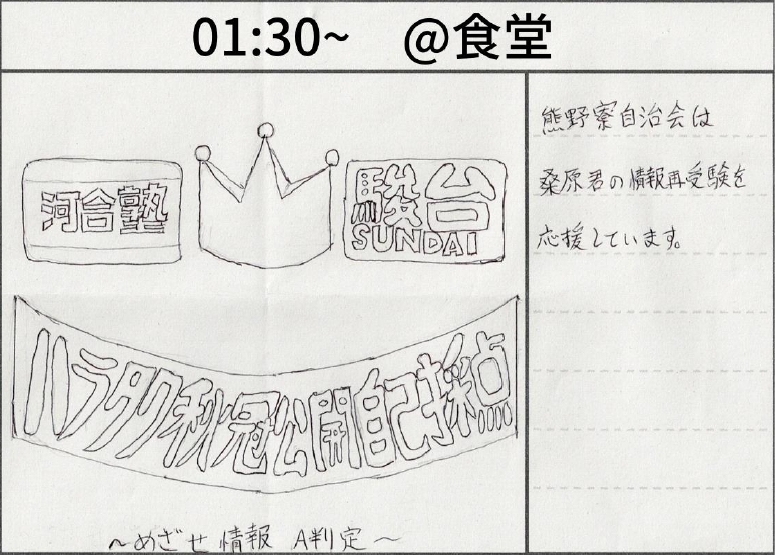 01:30~ @食堂
河合塾
駿台
SUNDAI
ハラタク秋冠公開自己採点
~めざせ 情報 A判定~
熊野寮自治会は
桑原君の情報再受験を
応援しています。